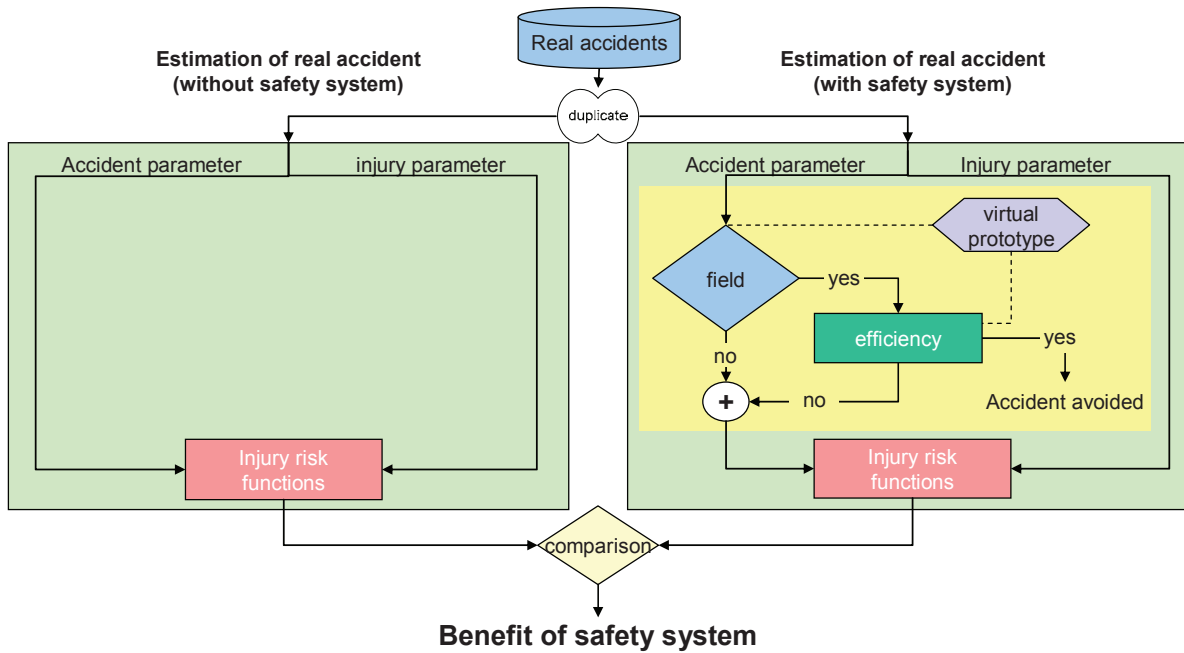 Real accidents
Estimation of real accident
(without safety system)
Estimation of real accident
(with safety system)
duplicate
Accident parameter
injury parameter
Accident parameter
Injury parameter
virtual
prototype
field
yes
efficiency
yes
no
+
no
Accident avoided
Injury risk
functions
Injury risk
functions
comparison
Benefit of safety system